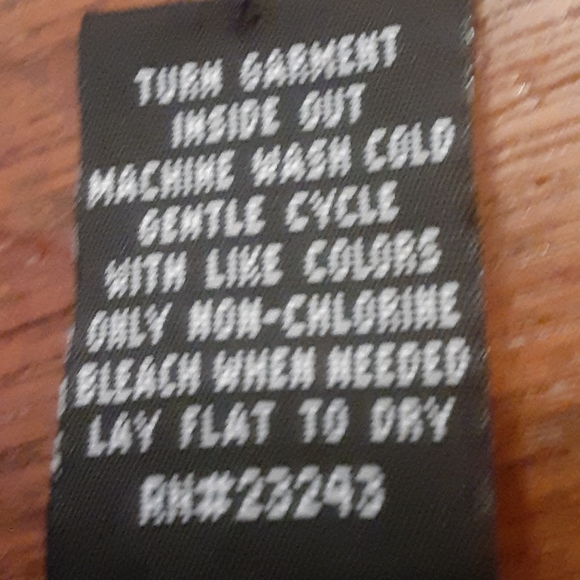 TURN GARMENT
INSIDE OUT
MACHINE WASH COLD
GENTLE CYCLE
WITH LIKE COLORS
ONLY NON-CHLORINE
BLEACH WHEN NEEDED
LAY FLAT TO DRY
RN#23243